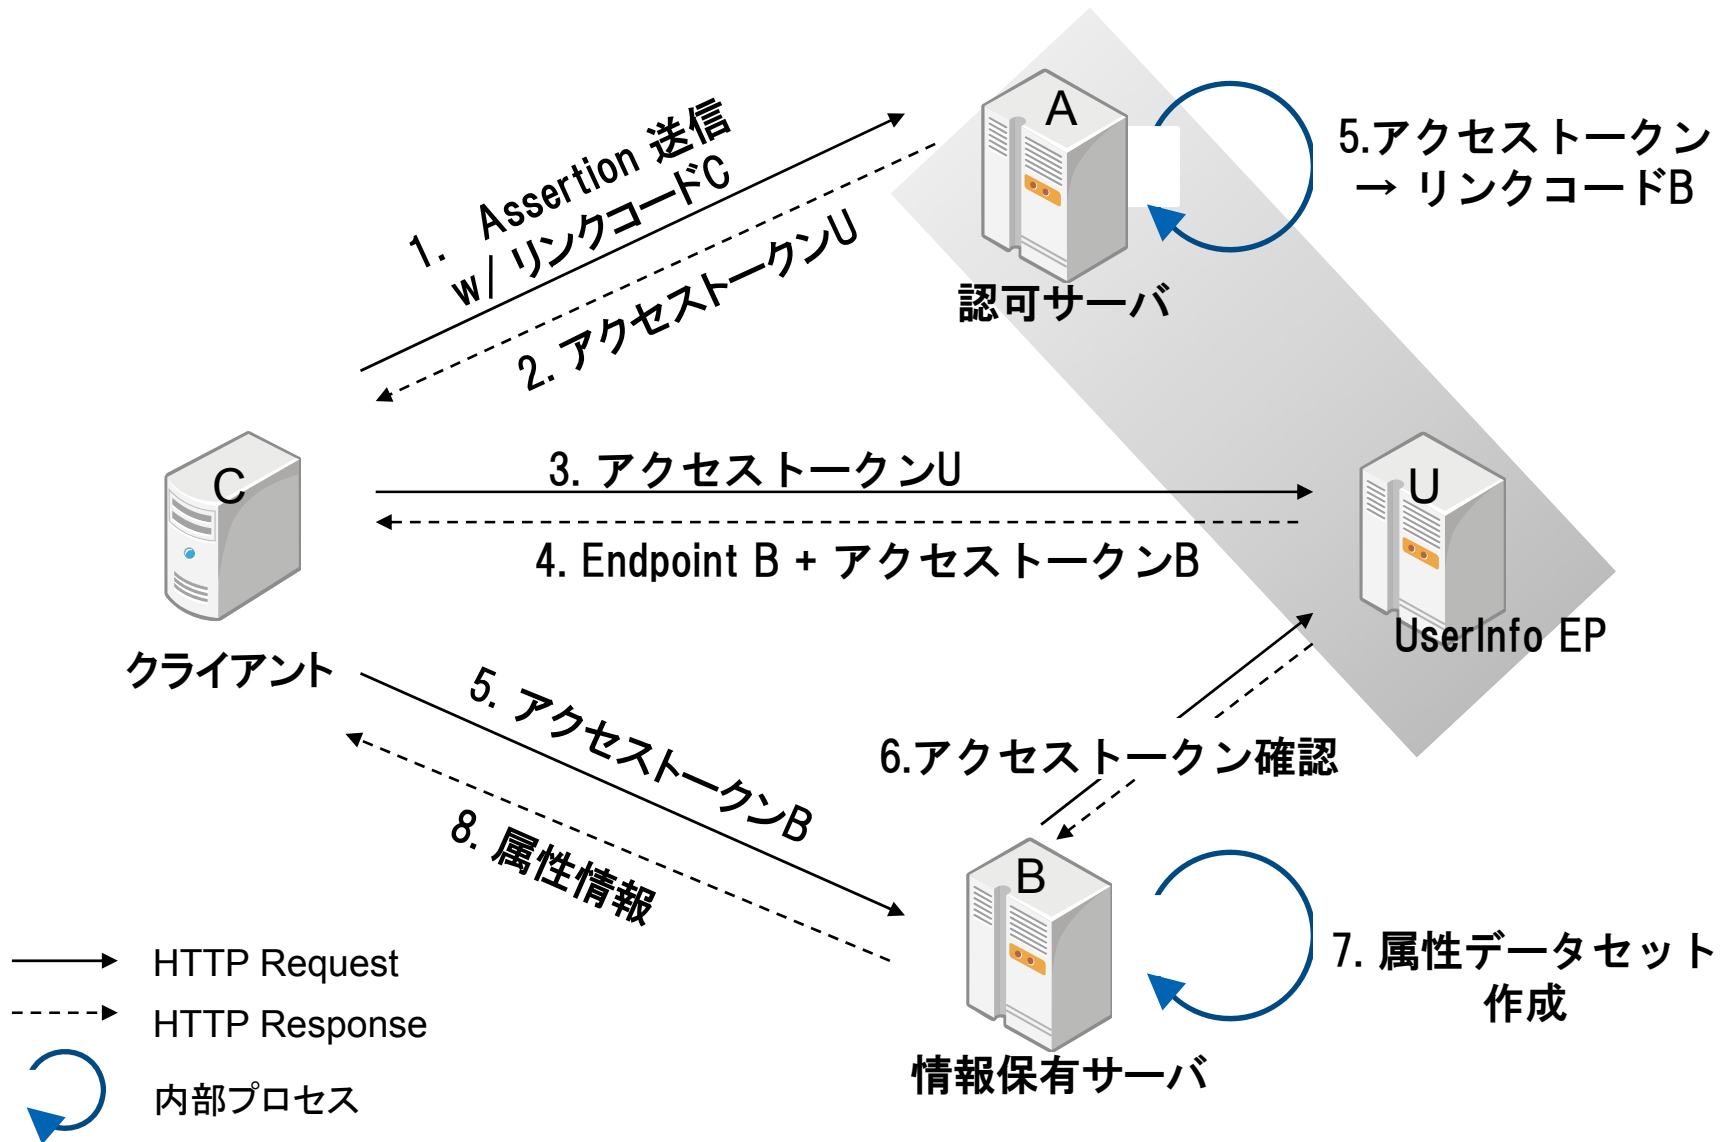 A
1. Assertion 送信
w/ リンクコードC
5.アクセストークン
→ リンクコードB
2. アクセストークンU
認可サーバ
C
3. アクセストークンU
U
4. Endpoint B + アクセストークンB
UserInfo EP
クライアント
5. アクセストークンB
6.アクセストークン確認
8. 属性情報
B
7. 属性データセット
作成
情報保有サーバ
HTTP Request
HTTP Response
内部プロセス